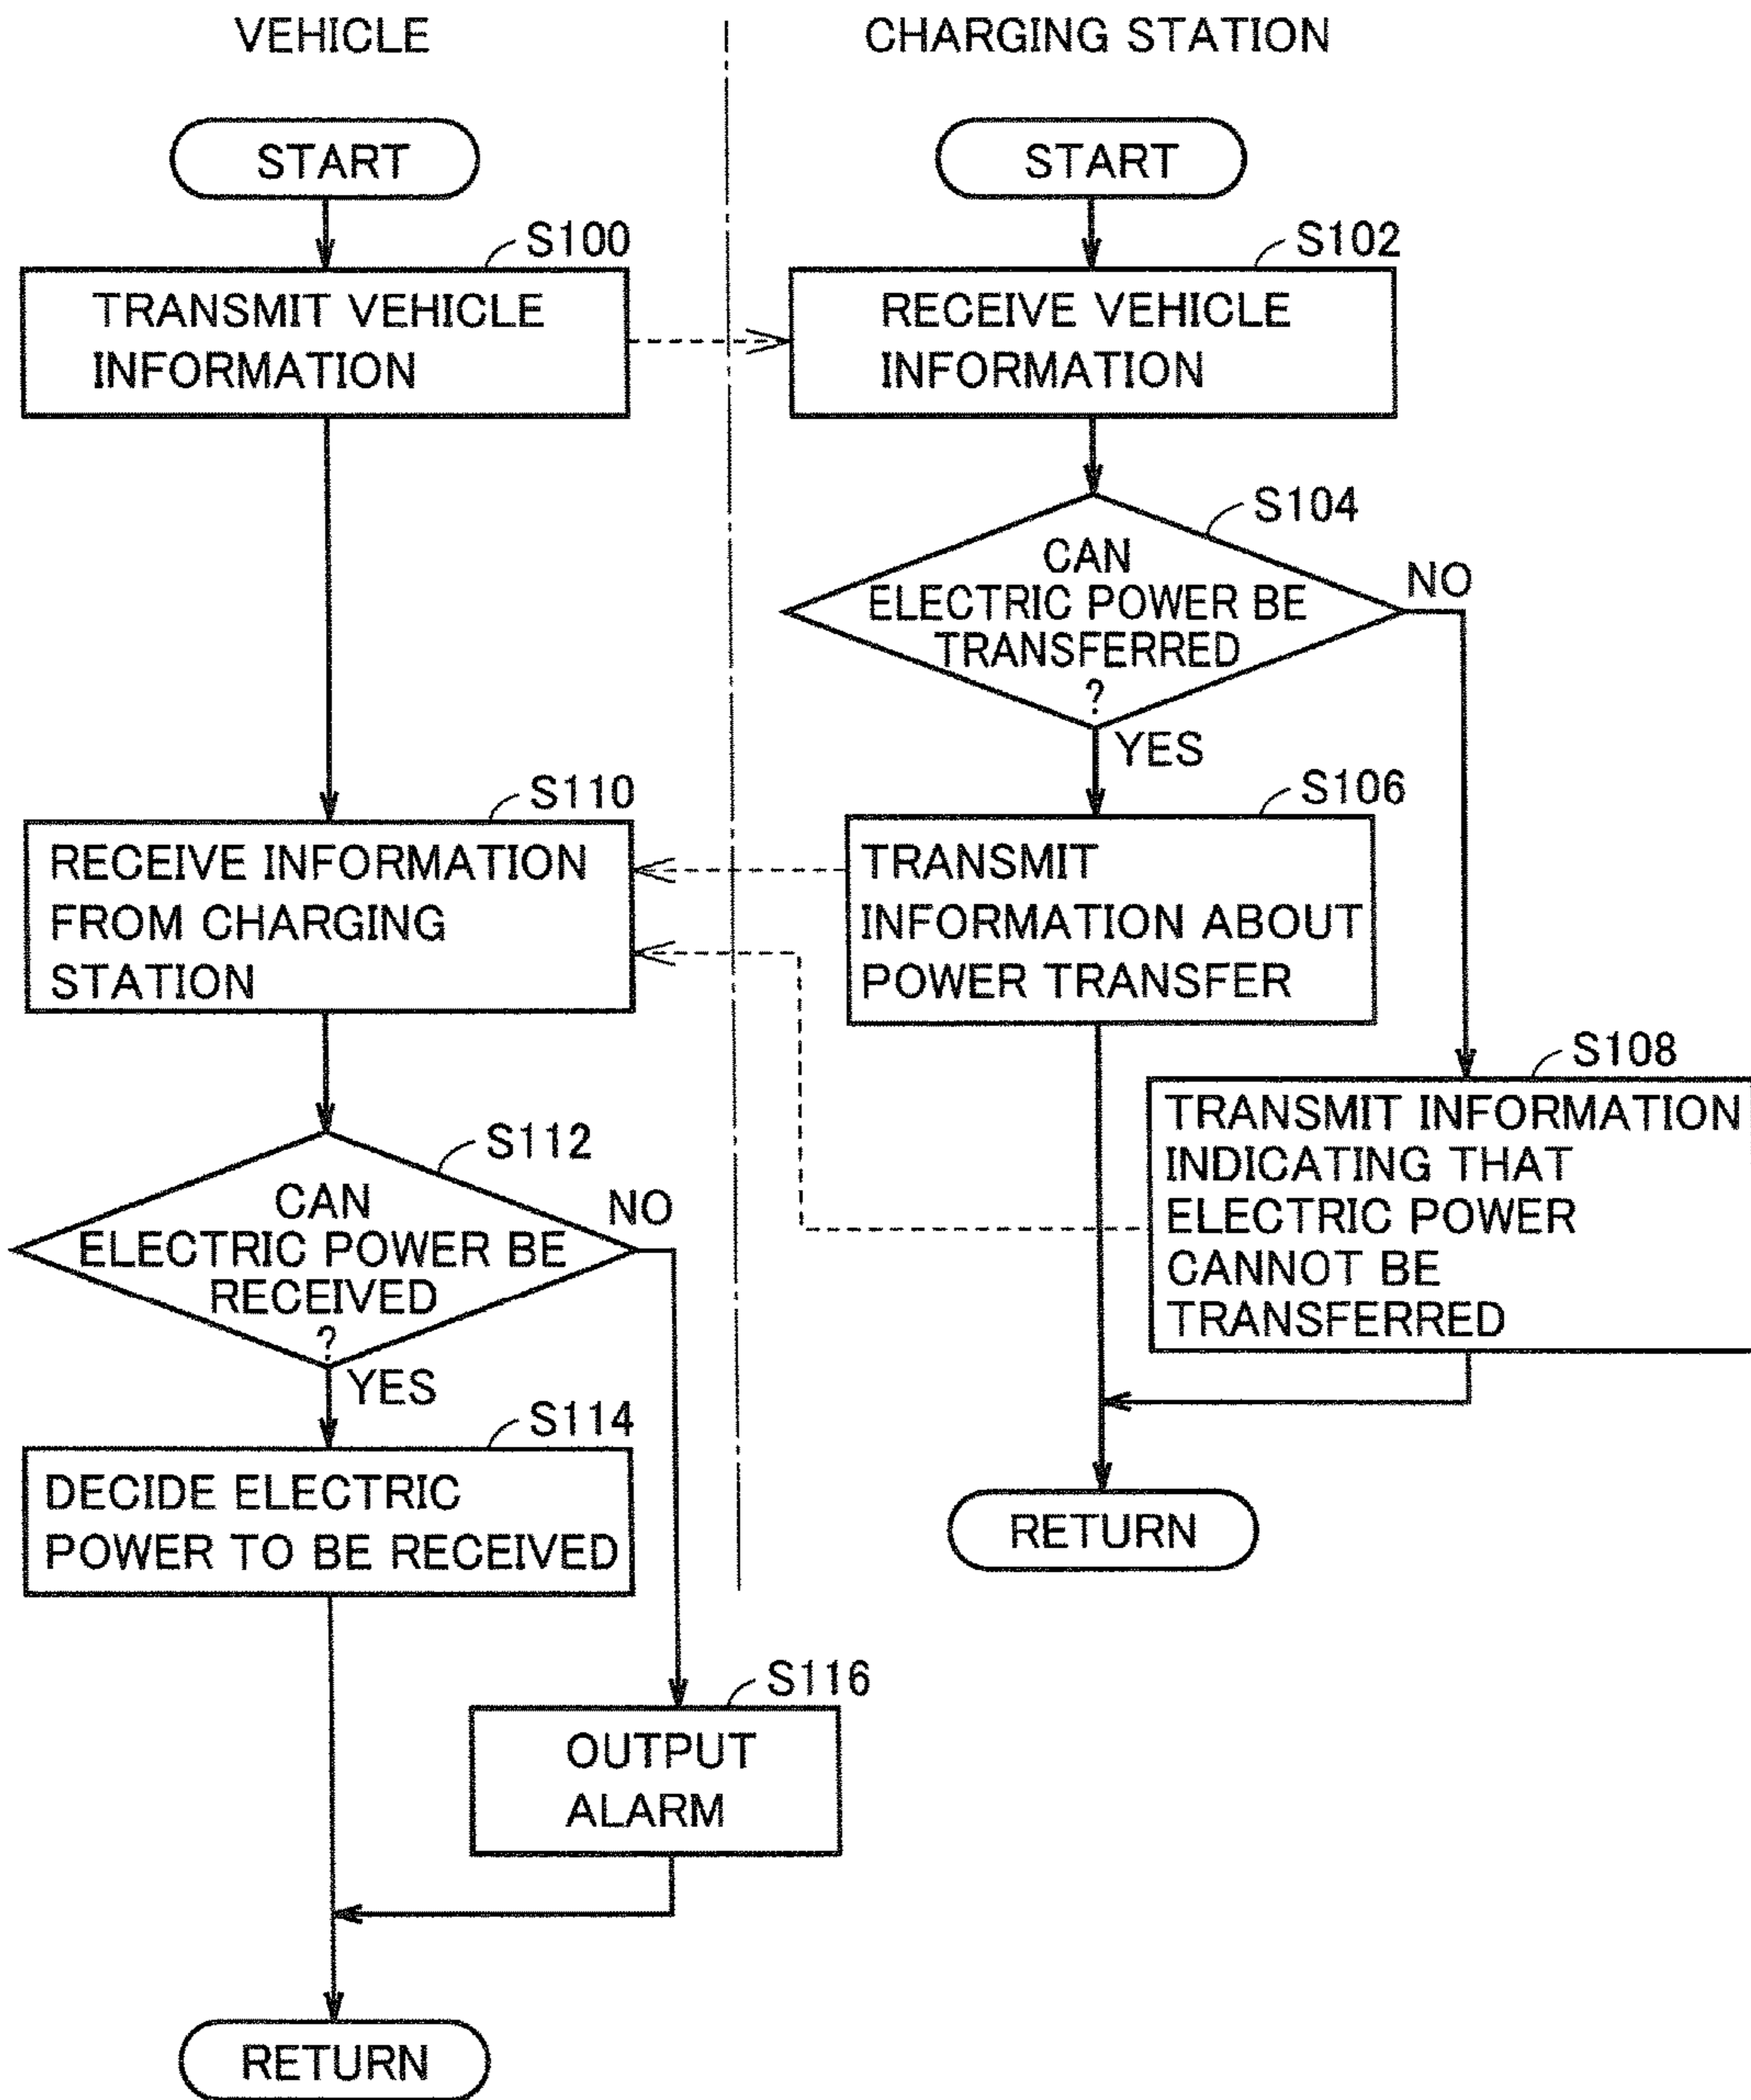 VEHICLE
START
S100
TRANSMIT VEHICLE
INFORMATION
S110
RECEIVE INFORMATION
FROM CHARGING
STATION
S112
CAN
ELECTRIC POWER BE
RECEIVED
?
NO
YES
S114
DECIDE ELECTRIC
POWER TO BE RECEIVED
S116
OUTPUT
ALARM
RETURN
CHARGING STATION
START
S102
RECEIVE VEHICLE
INFORMATION
S104
CAN
ELECTRIC POWER BE
TRANSFERRED
?
NO
YES
S106
TRANSMIT
INFORMATION ABOUT
POWER TRANSFER
S108
TRANSMIT INFORMATION
INDICATING THAT
ELECTRIC POWER
CANNOT BE
TRANSFERRED
RETURN